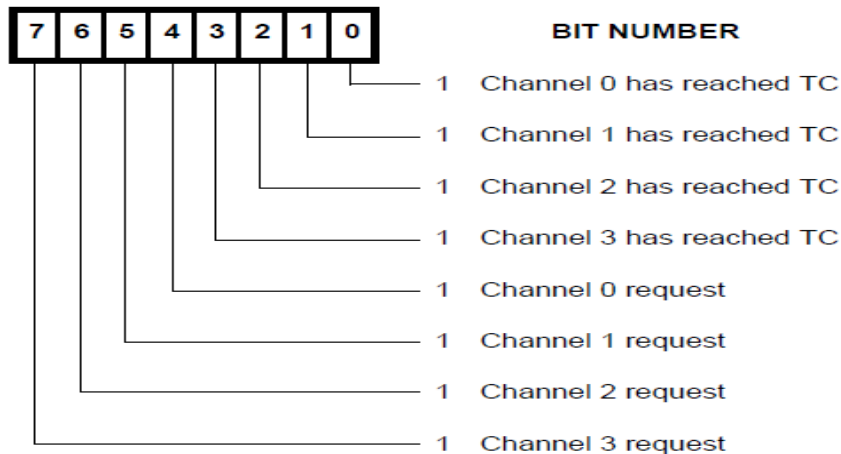 7 6 5 4 3 2 1 0 BIT NUMBER
1 Channel 0 has reached TC
1 Channel 1 has reached TC
1 Channel 2 has reached TC
1 Channel 3 has reached TC
1 Channel 0 request
1 Channel 1 request
1 Channel 2 request
1 Channel 3 request